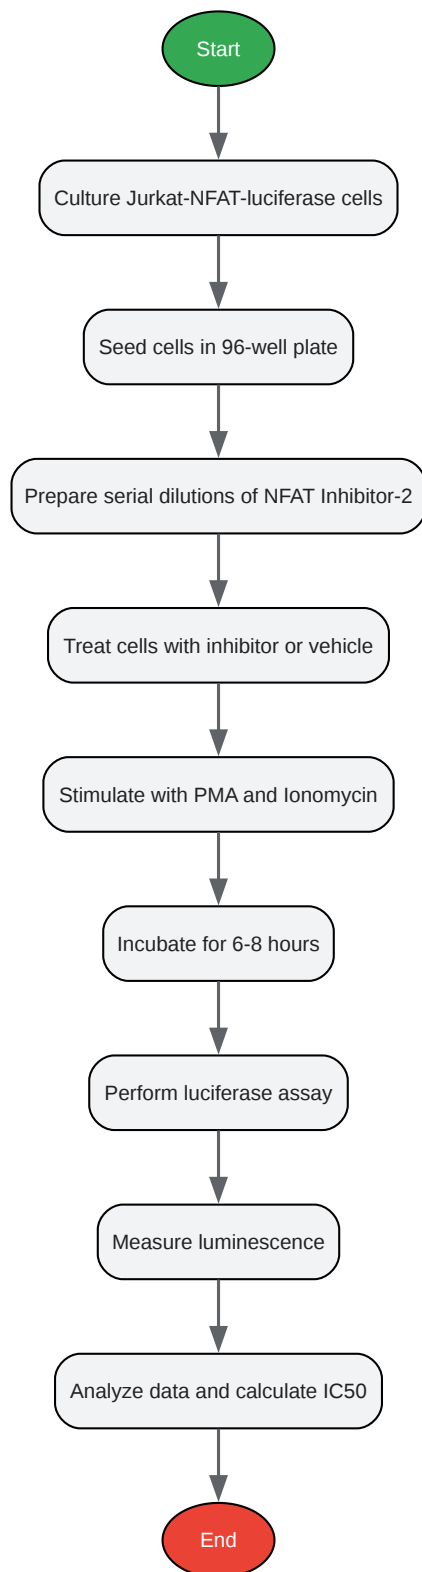 Start
Culture Jurkat-NFAT-luciferase cells
Seed cells in 96-well plate
Prepare serial dilutions of NFAT Inhibitor-2
Treat cells with inhibitor or vehicle
Stimulate with PMA and Ionomycin
Incubate for 6-8 hours
Perform luciferase assay
Measure luminescence
Analyze data and calculate IC50
End